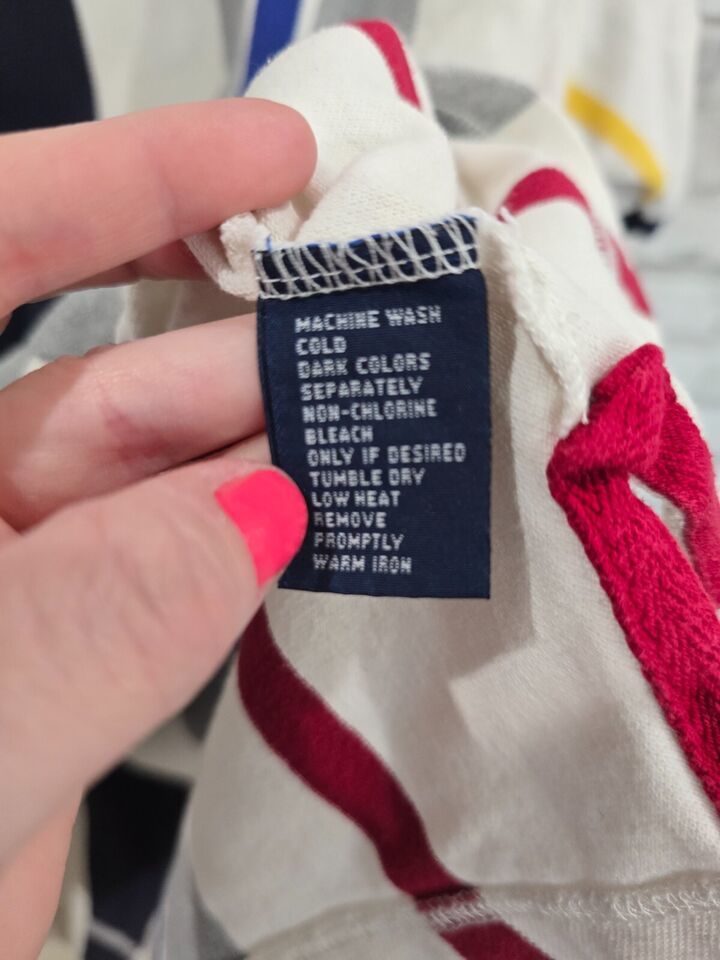 MACHINE WASH
COLD
DARK COLORS
SEPARATELY
NON-CHLORINE
BLEACH
ONLY IF DESIRED
TUMBLE DRY
LOW HEAT
REMOVE
PROMPTLY
WARM IRON